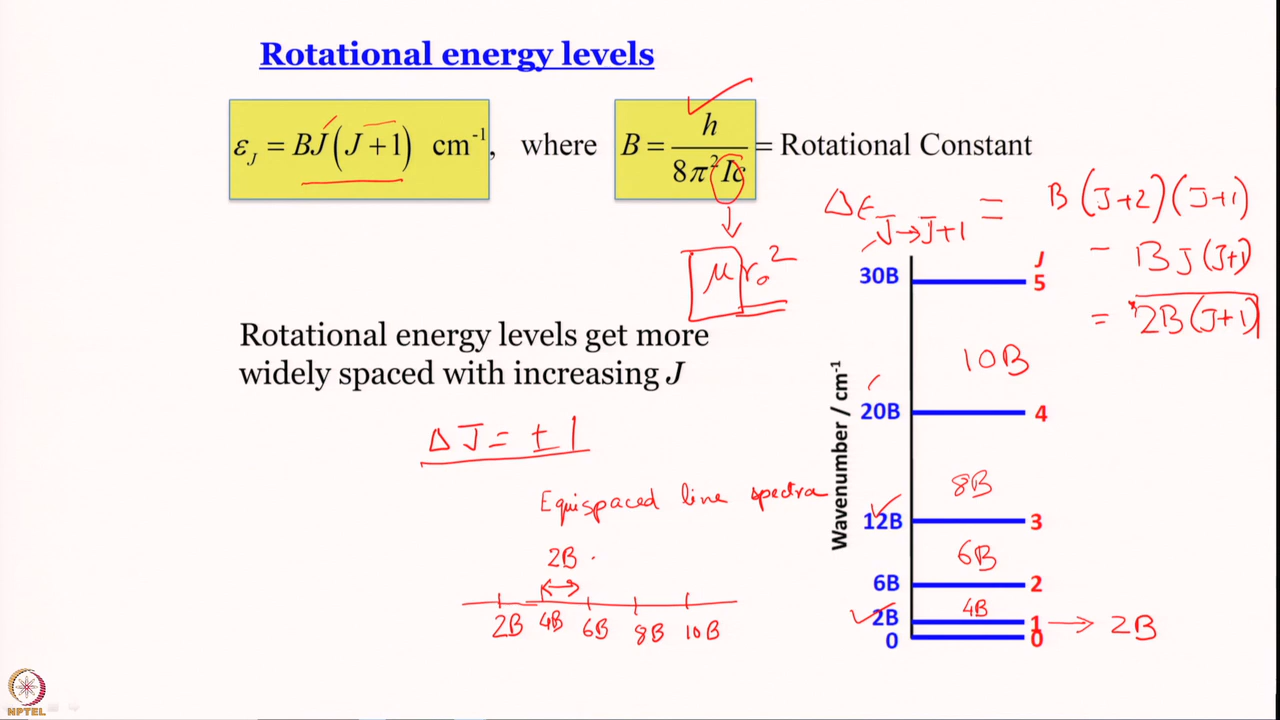 Rotational energy levels
ε_J = BJ(J+1) cm⁻¹, where B = h / 8π²Ic = Rotational Constant
μr₀²
Δε J→J+1 = B(J+2)(J+1)
− BJ(J+1)
= 2B(J+1)
Rotational energy levels get more
widely spaced with increasing J
ΔJ = ±1
Equispaced line spectra
2B
2B 4B 6B 8B 10B
Wavenumber / cm⁻¹
J
30B 5
10B
20B 4
8B
12B 3
6B
6B 2
4B
2B 1 → 2B
0 0
NPTEL